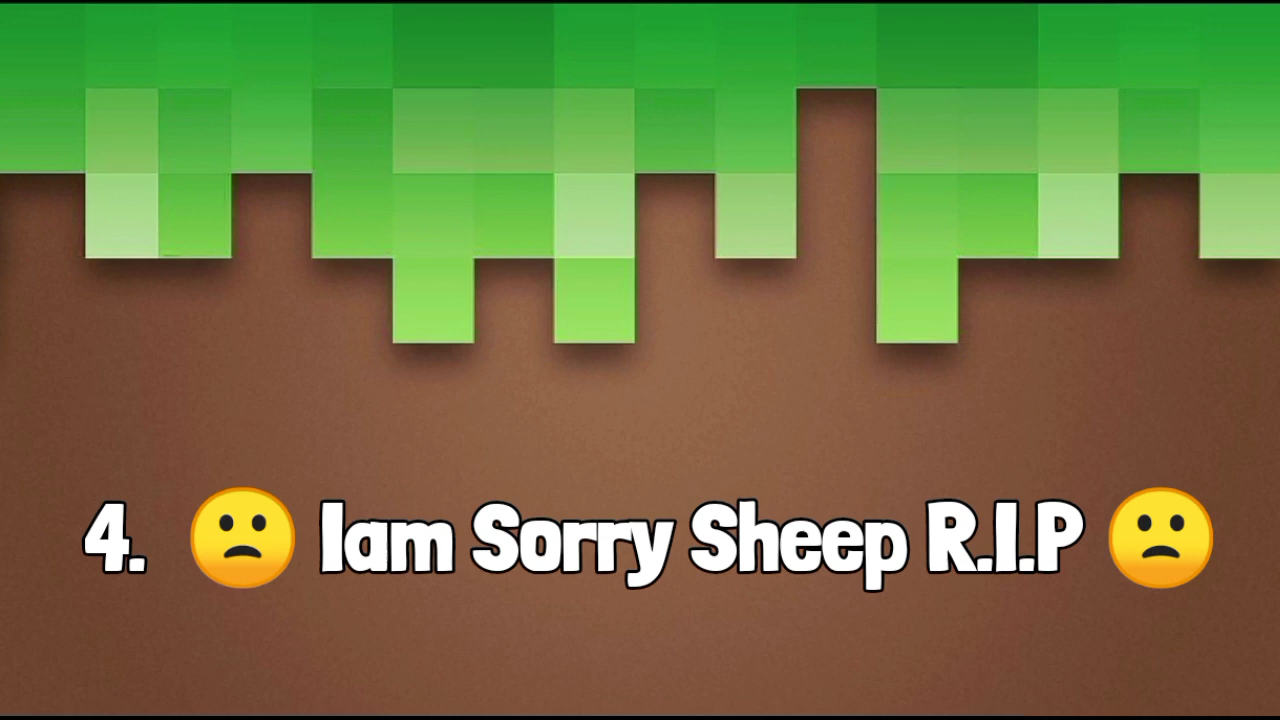 4. 🙁 Iam Sorry Sheep R.I.P 🙁